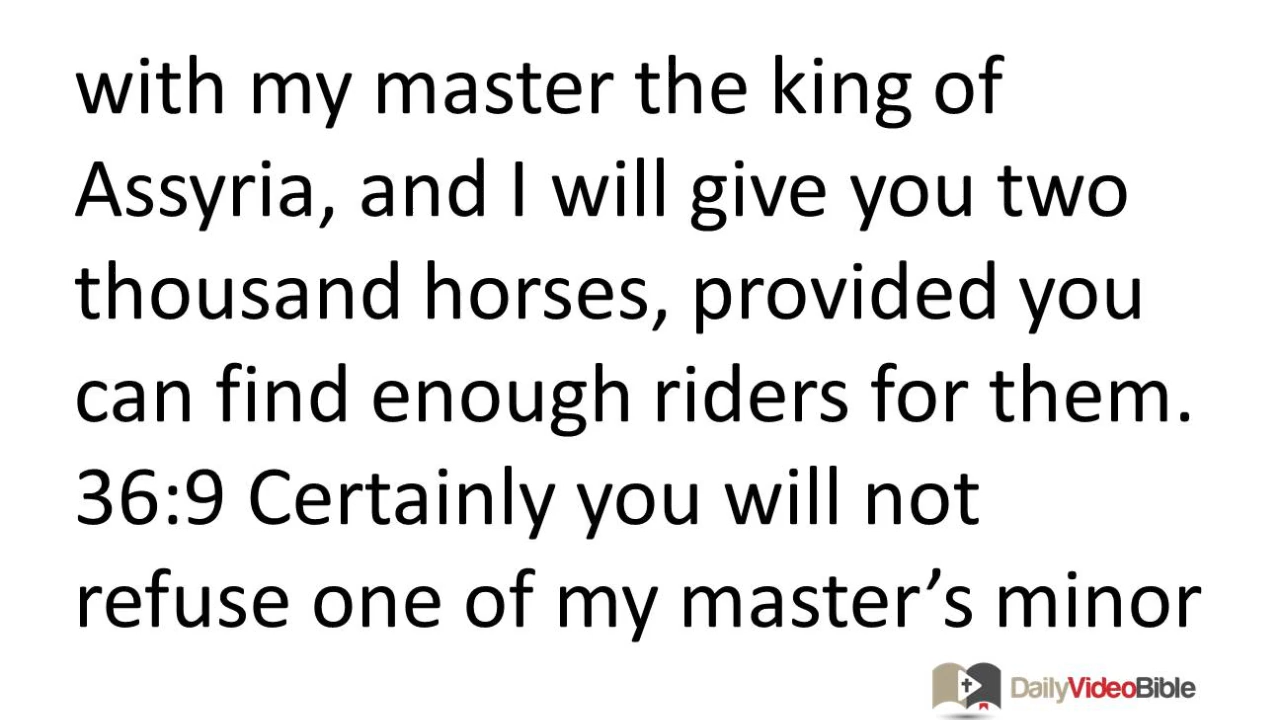 with my master the king of
Assyria, and I will give you two
thousand horses, provided you
can find enough riders for them.
36:9 Certainly you will not
refuse one of my master’s minor
DailyVideoBible